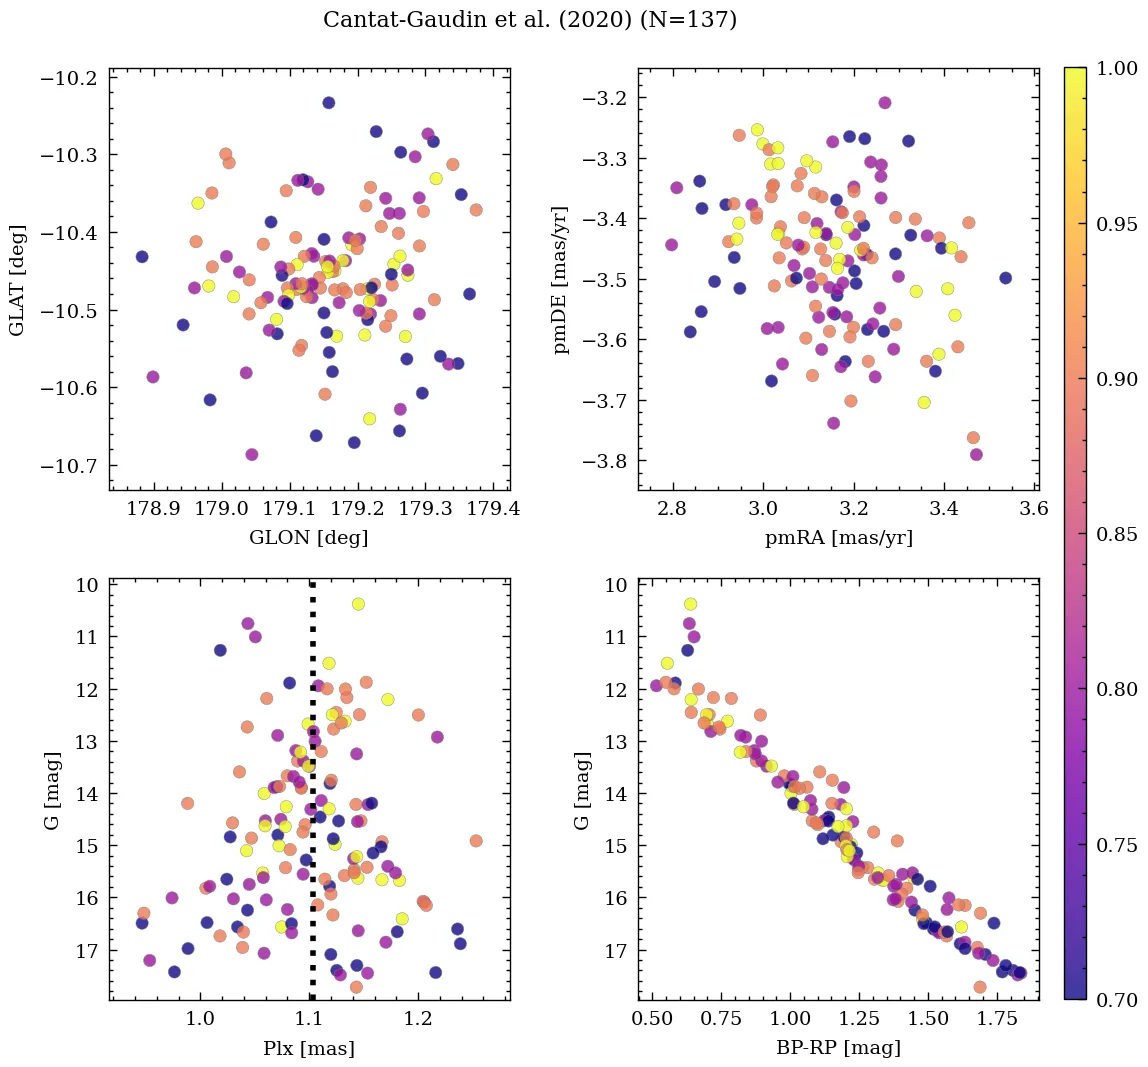 Cantat-Gaudin et al. (2020) (N=137)
−10.2
−10.3
−10.4
−10.5
−10.6
−10.7
GLAT [deg]
178.9 179.0 179.1 179.2 179.3 179.4
GLON [deg]
−3.2
−3.3
−3.4
−3.5
−3.6
−3.7
−3.8
pmDE [mas/yr]
2.8 3.0 3.2 3.4 3.6
pmRA [mas/yr]
10
11
12
13
14
15
16
17
G [mag]
1.0 1.1 1.2
Plx [mas]
10
11
12
13
14
15
16
17
G [mag]
0.50 0.75 1.00 1.25 1.50 1.75
BP-RP [mag]
1.00
0.95
0.90
0.85
0.80
0.75
0.70